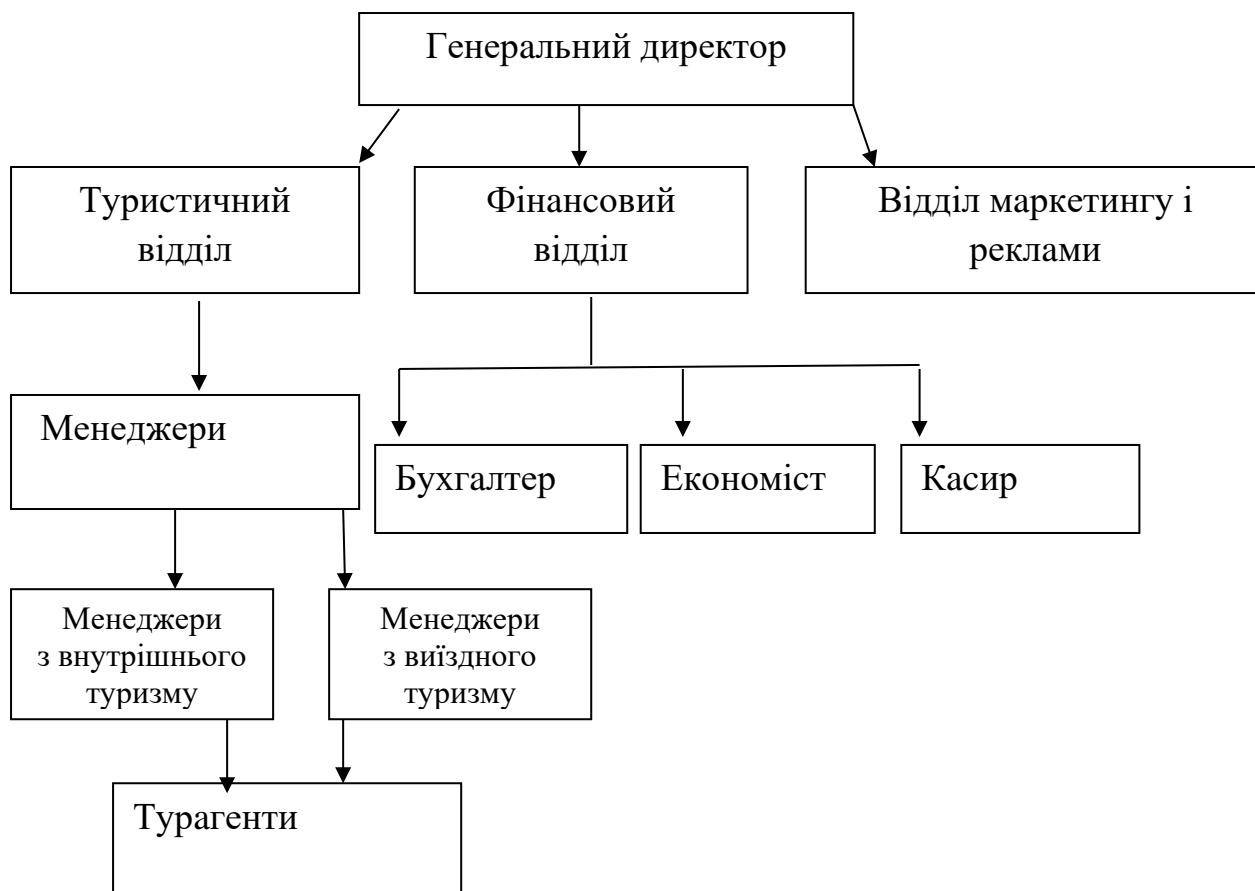 Генеральний директор
Туристичний
відділ
Фінансовий
відділ
Відділ маркетингу і
реклами
Менеджери
Бухгалтер
Економіст
Касир
Менеджери
з внутрішнього
туризму
Менеджери
з виїздного
туризму
Турагенти